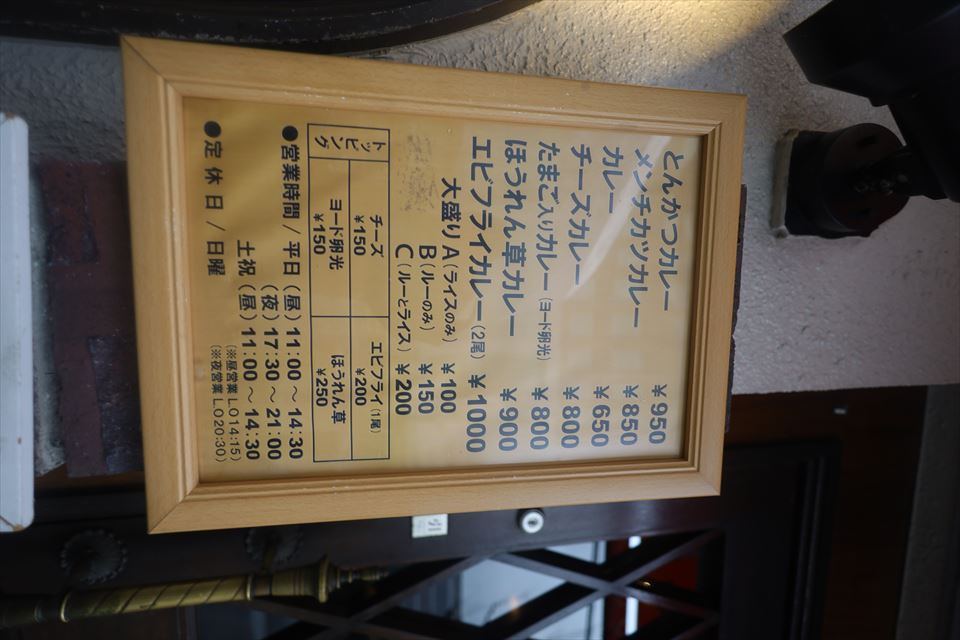 とんかつカレー ¥950
メンチカツカレー ¥850
カレー ¥650
チーズカレー ¥800
たまご入りカレー(ヨード卵光) ¥800
ほうれん草カレー ¥900
エビフライカレー(2尾) ¥1000
大盛り A(ライスのみ) ¥100
B(ルーのみ) ¥150
C(ルーとライス) ¥200
トッピング
チーズ ¥150
エビフライ(1尾) ¥200
ヨード卵光 ¥150
ほうれん草 ¥250
●営業時間/平日(昼)11:00～14:30
(夜)17:30～21:00
土祝(昼)11:00～14:30
●定休日/日曜
(※昼営業L.O14:15)
(※夜営業L.O20:30)